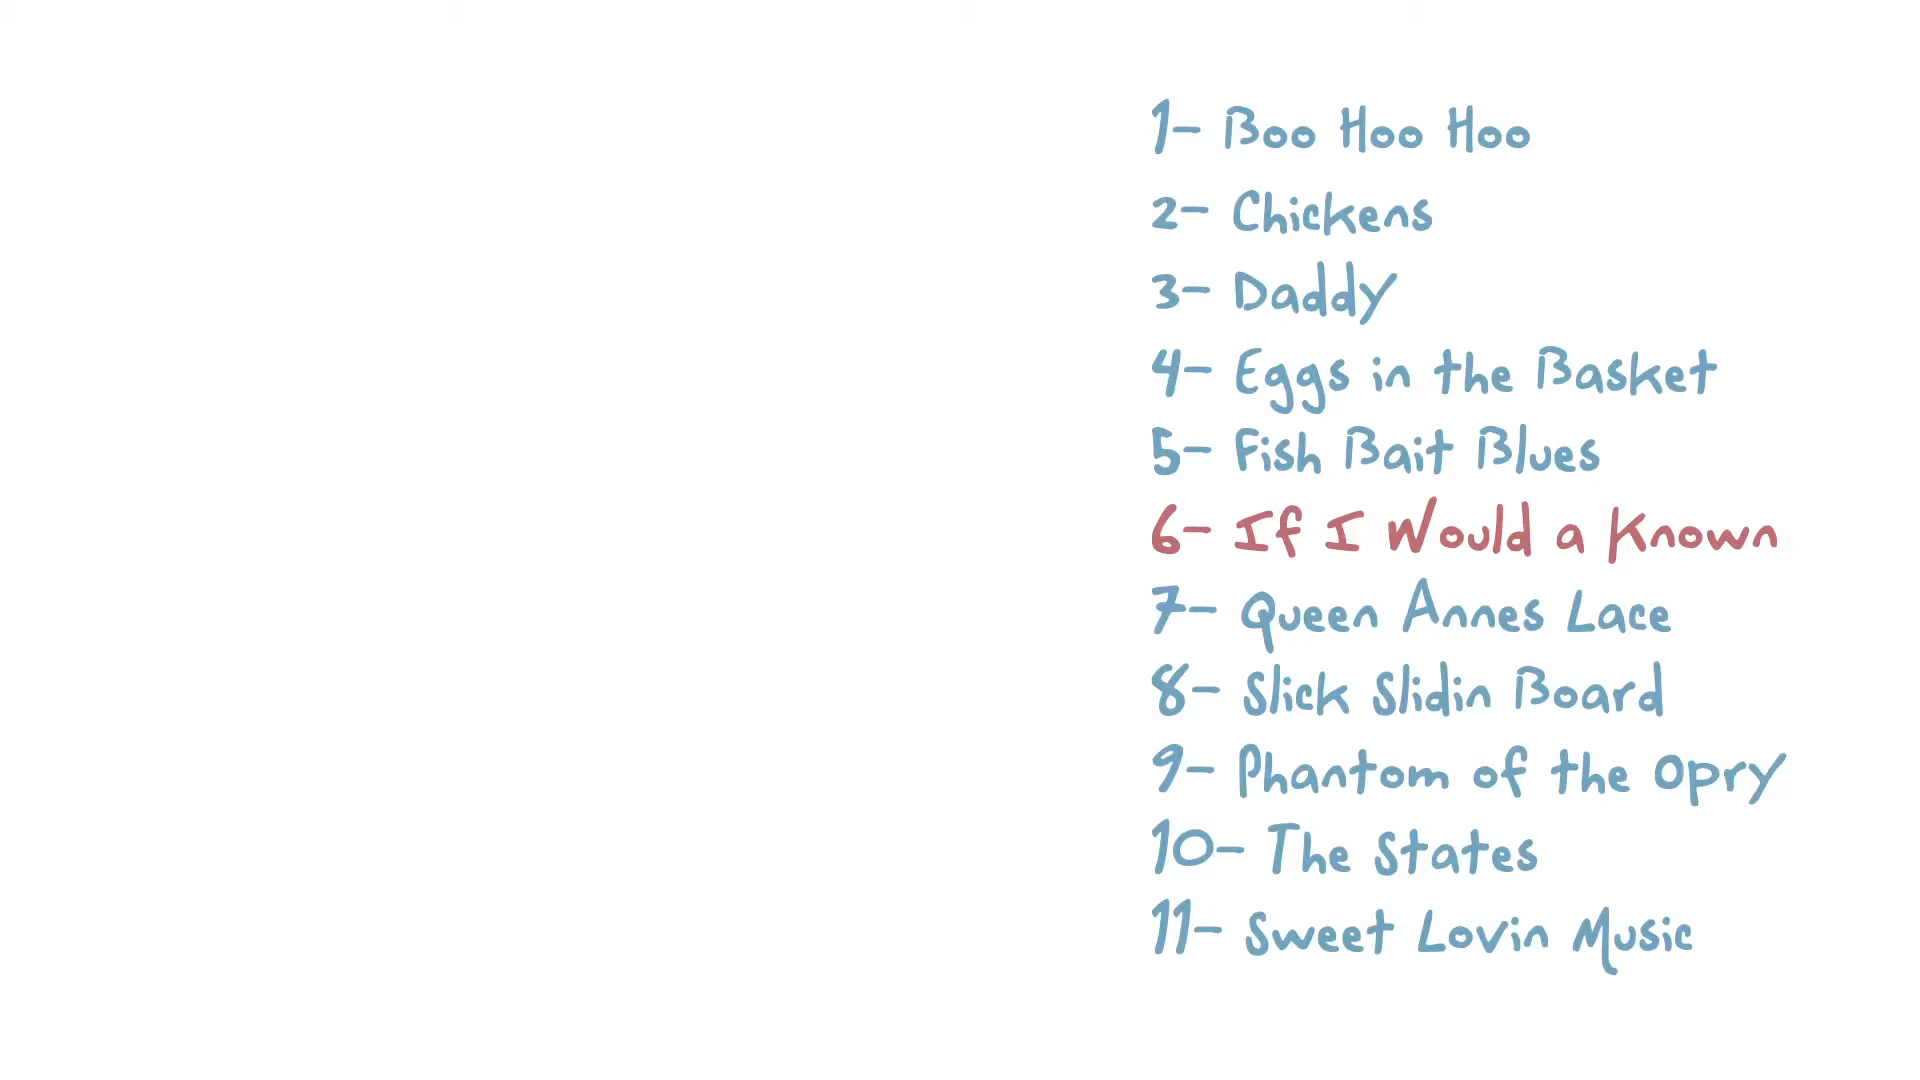 1- Boo Hoo Hoo
2- Chickens
3- Daddy
4- Eggs in the Basket
5- Fish Bait Blues
6- If I Would a Known
7- Queen Annes Lace
8- Slick Slidin Board
9- Phantom of the Opry
10- The States
11- Sweet Lovin Music